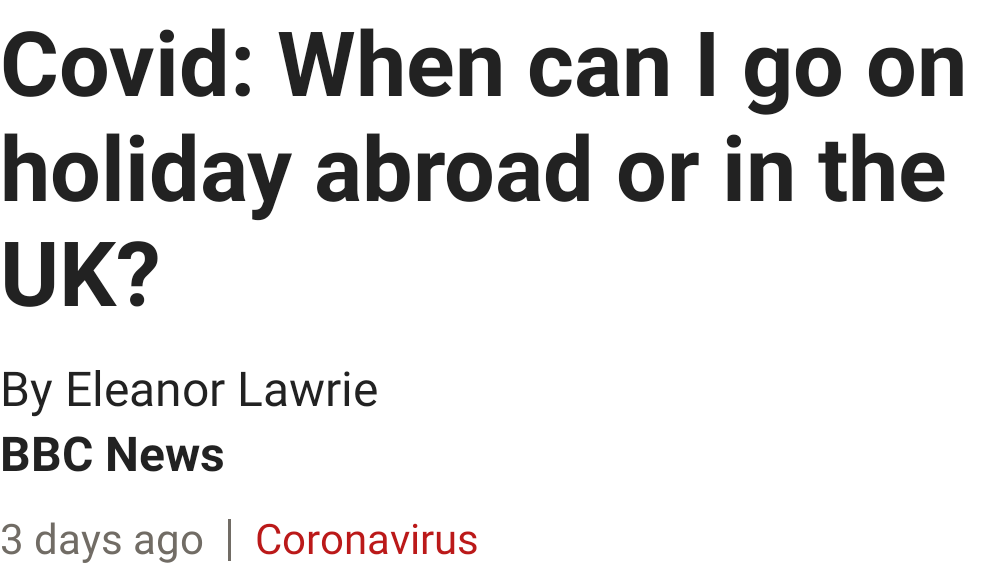 Covid: When can I go on
holiday abroad or in the
UK?
By Eleanor Lawrie
BBC News
3 days ago | Coronavirus